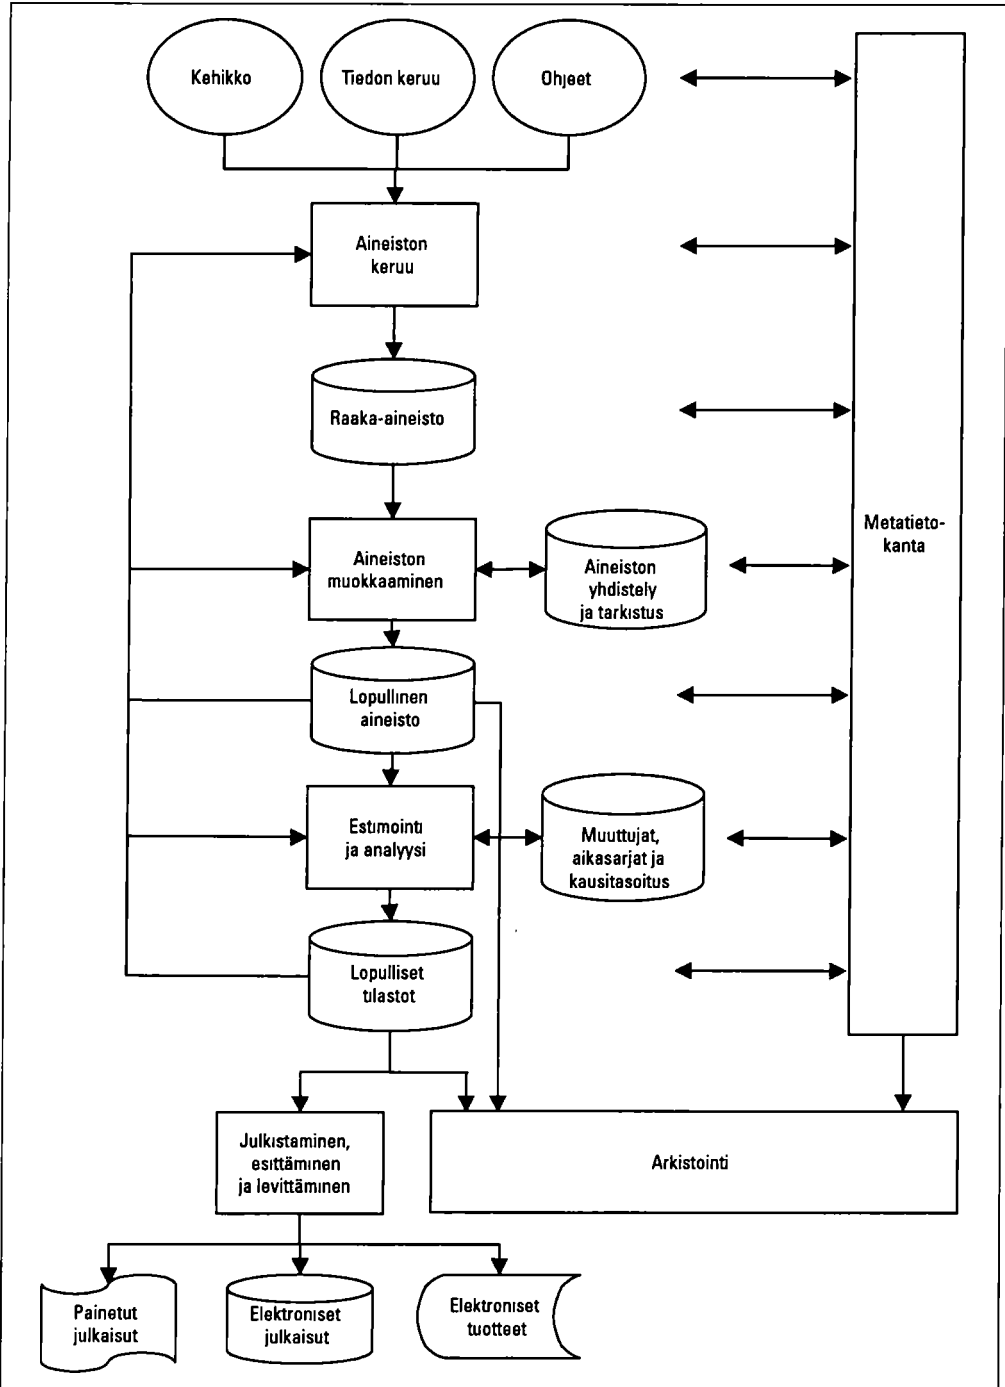 Kehikko
Tiedon keruu
Ohjeet
Aineiston
keruu
Raaka-aineisto
Metatieto-
kanta
Aineiston
muokkaaminen
Aineiston
yhdistely
ja tarkistus
Lopullinen
aineisto
Estimointi
ja analyysi
Muuttujat,
aikasarjat ja
kausitasoitus
Lopulliset
tilastot
Julkistaminen,
esittäminen
ja levittäminen
Arkistointi
Painetut
julkaisut
Elektroniset
julkaisut
Elektroniset
tuotteet